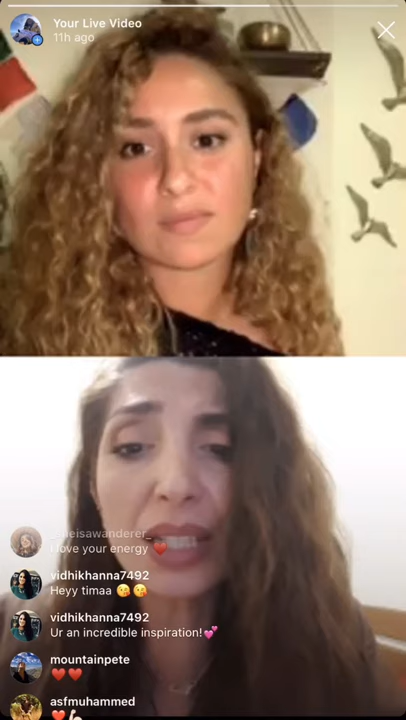 Your Live Video
11h ago
I love your energy ❤️
vidhikhanna7492
Heyy timaa 😘😘
vidhikhanna7492
Ur an incredible inspiration!💕
mountainpete
❤️❤️
asfmuhammed
❤️💪🏻